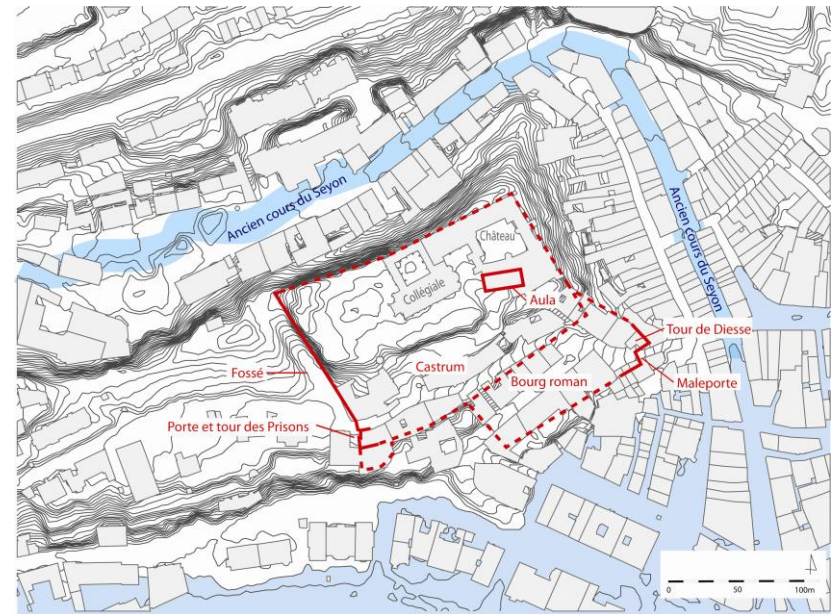 Ancien cours du Seyon
Ancien cours du Seyon
Château
Collégiale
Aula
Tour de Diesse
Fossé
Castrum
Maleporte
Bourg roman
Porte et tour des Prisons
0 50 100m